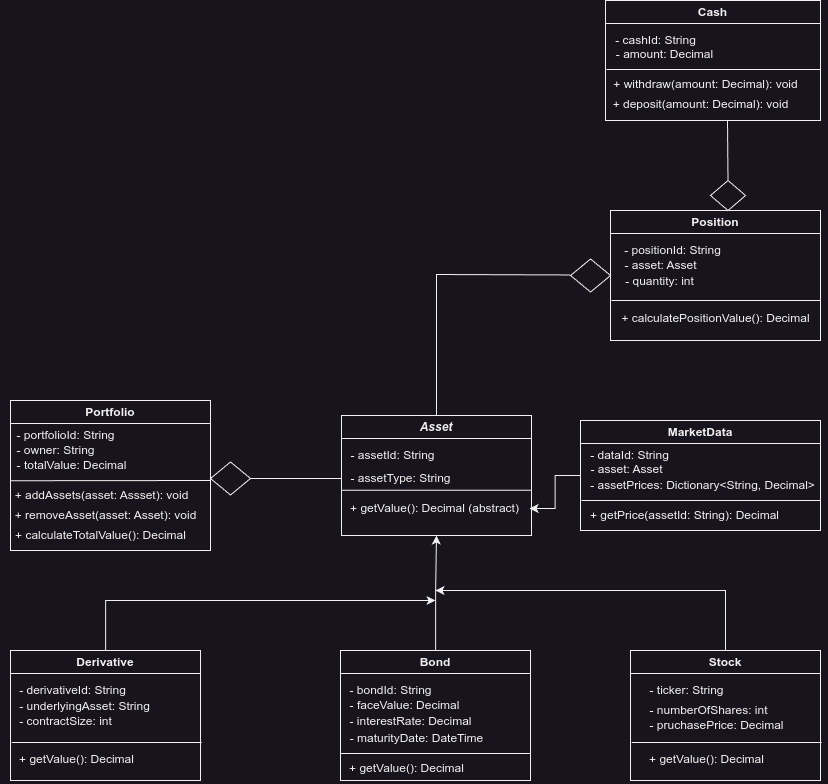 Cash
- cashId: String
- amount: Decimal
+ withdraw(amount: Decimal): void
+ deposit(amount: Decimal): void
Position
- positionId: String
- asset: Asset
- quantity: int
+ calculatePositionValue(): Decimal
Portfolio
- portfolioId: String
- owner: String
- totalValue: Decimal
+ addAssets(asset: Assset): void
+ removeAsset(asset: Asset): void
+ calculateTotalValue(): Decimal
Asset
- assetId: String
- assetType: String
+ getValue(): Decimal (abstract)
MarketData
- dataId: String
- asset: Asset
- assetPrices: Dictionary<String, Decimal>
+ getPrice(assetId: String): Decimal
Derivative
- derivativeId: String
- underlyingAsset: String
- contractSize: int
+ getValue(): Decimal
Bond
- bondId: String
- faceValue: Decimal
- interestRate: Decimal
- maturityDate: DateTime
+ getValue(): Decimal
Stock
- ticker: String
- numberOfShares: int
- pruchasePrice: Decimal
+ getValue(): Decimal